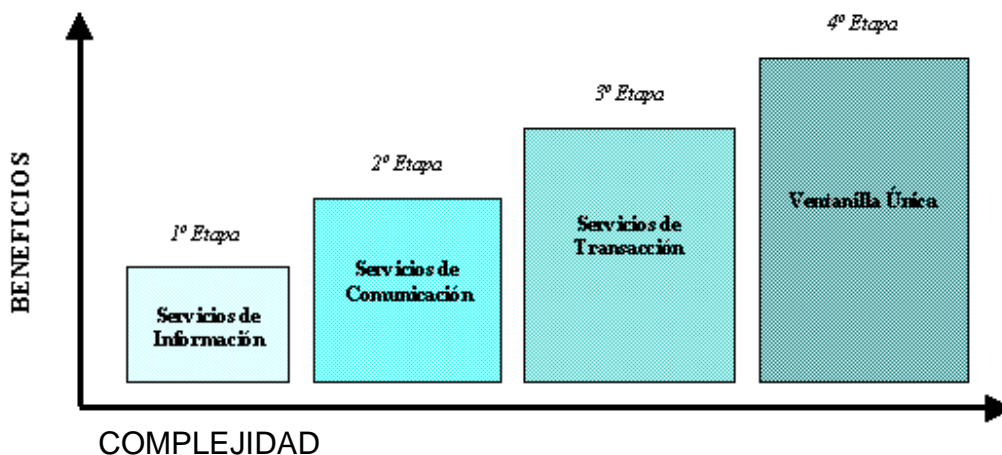 4º Etapa
3º Etapa
2º Etapa
1º Etapa
BENEFICIOS
Ventanilla Única
Servicios de
Transacción
Servicios de
Comunicación
Servicios de
Información
COMPLEJIDAD